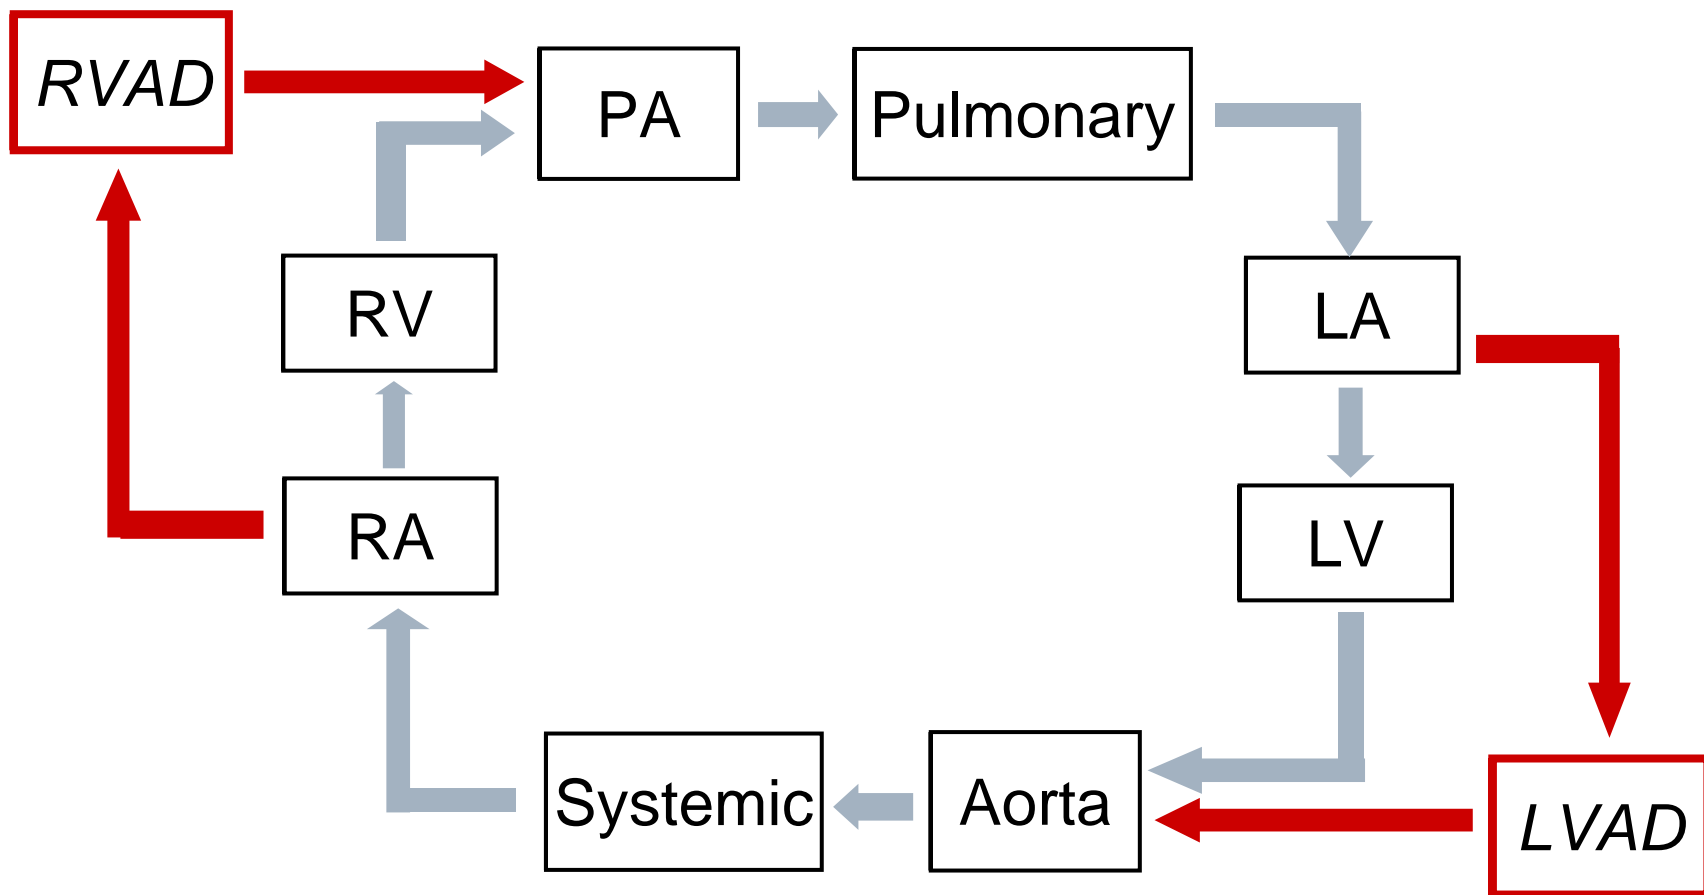 RVAD
PA
Pulmonary
RV
LA
RA
LV
Systemic
Aorta
LVAD